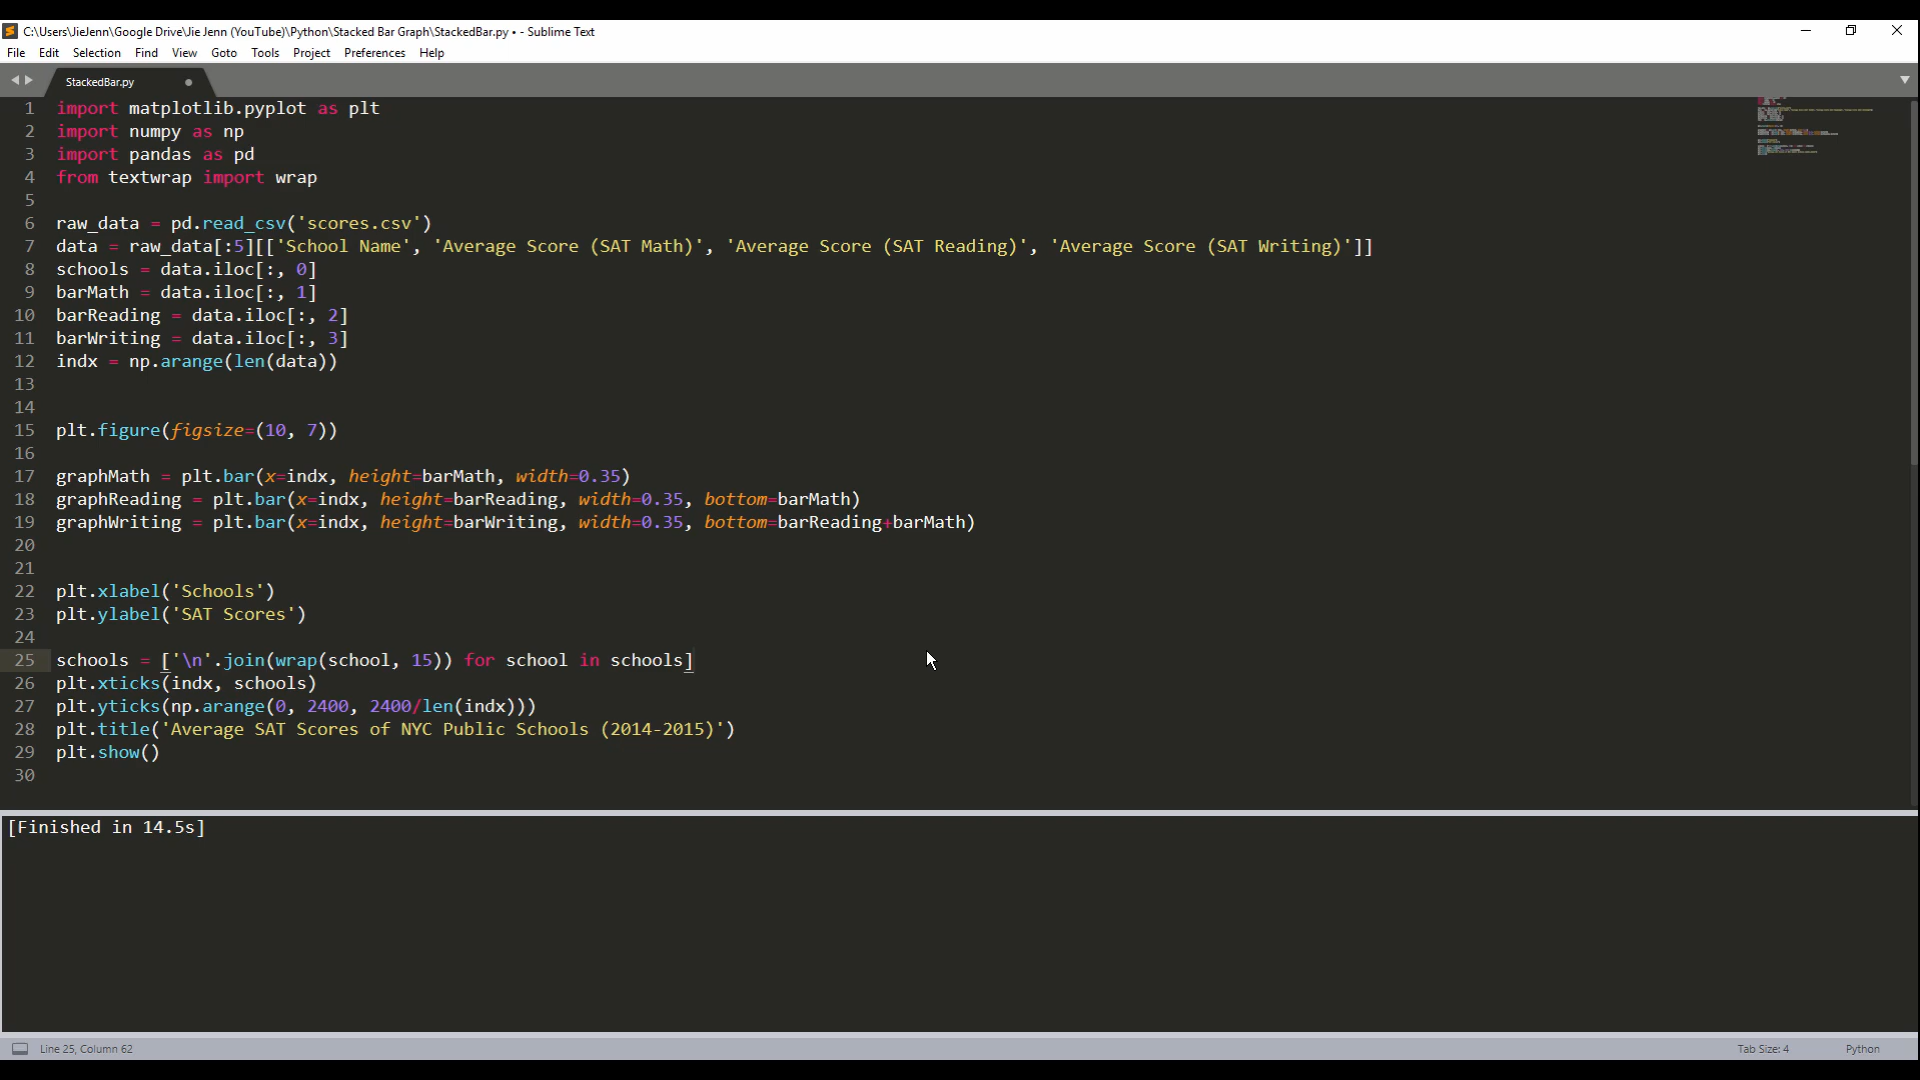 C:\Users\JieJenn\Google Drive\Jie Jenn (YouTube)\Python\Stacked Bar Graph\StackedBar.py • - Sublime Text
File Edit Selection Find View Goto Tools Project Preferences Help
StackedBar.py
1 import matplotlib.pyplot as plt
2 import numpy as np
3 import pandas as pd
4 from textwrap import wrap
5
6 raw_data = pd.read_csv('scores.csv')
7 data = raw_data[:5][['School Name', 'Average Score (SAT Math)', 'Average Score (SAT Reading)', 'Average Score (SAT Writing)']]
8 schools = data.iloc[:, 0]
9 barMath = data.iloc[:, 1]
10 barReading = data.iloc[:, 2]
11 barWriting = data.iloc[:, 3]
12 indx = np.arange(len(data))
13
14
15 plt.figure(figsize=(10, 7))
16
17 graphMath = plt.bar(x=indx, height=barMath, width=0.35)
18 graphReading = plt.bar(x=indx, height=barReading, width=0.35, bottom=barMath)
19 graphWriting = plt.bar(x=indx, height=barWriting, width=0.35, bottom=barReading+barMath)
20
21
22 plt.xlabel('Schools')
23 plt.ylabel('SAT Scores')
24
25 schools = ['\n'.join(wrap(school, 15)) for school in schools]
26 plt.xticks(indx, schools)
27 plt.yticks(np.arange(0, 2400, 2400/len(indx)))
28 plt.title('Average SAT Scores of NYC Public Schools (2014-2015)')
29 plt.show()
30
[Finished in 14.5s]
Line 25, Column 62 Tab Size: 4 Python